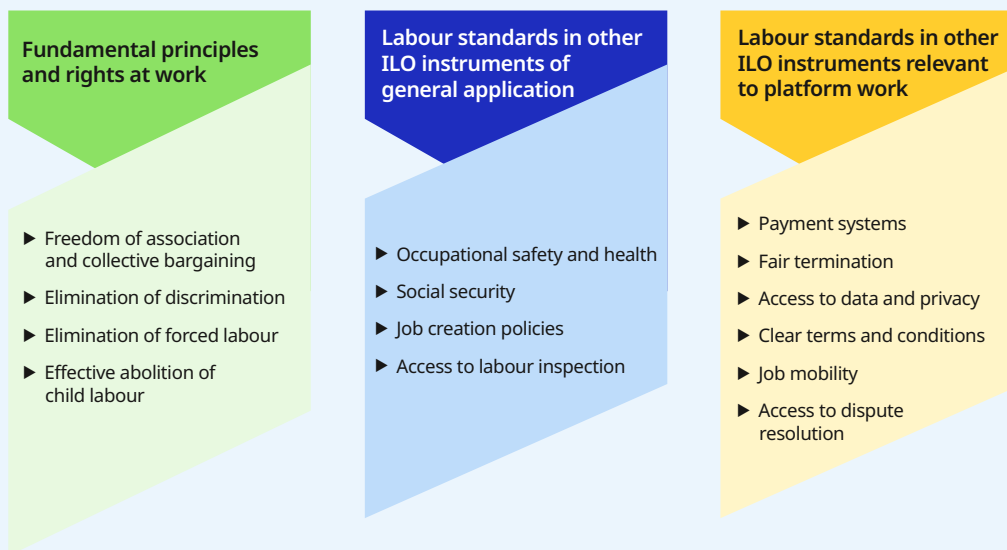 Fundamental principles
and rights at work
► Freedom of association
and collective bargaining
► Elimination of discrimination
► Elimination of forced labour
► Effective abolition of
child labour
Labour standards in other
ILO instruments of
general application
► Occupational safety and health
► Social security
► Job creation policies
► Access to labour inspection
Labour standards in other
ILO instruments relevant
to platform work
► Payment systems
► Fair termination
► Access to data and privacy
► Clear terms and conditions
► Job mobility
► Access to dispute
resolution